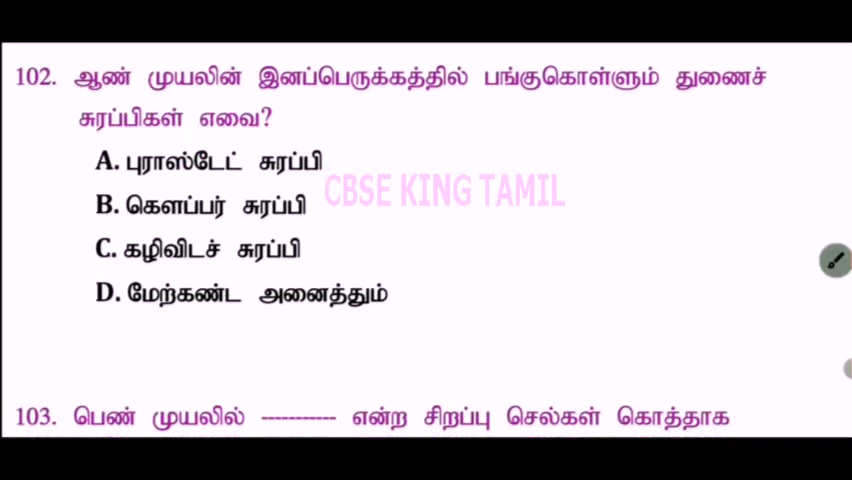 102. ஆண் முயலின் இனப்பெருக்கத்தில் பங்குகொள்ளும் துணைச்
சுரப்பிகள் எவை?
A. புராஸ்டேட் சுரப்பி
CBSE KING TAMIL
B. கௌப்பர் சுரப்பி
C. கழிவிடச் சுரப்பி
D. மேற்கண்ட அனைத்தும்
103. பெண் முயலில் ----------- என்ற சிறப்பு செல்கள் கொத்தாக